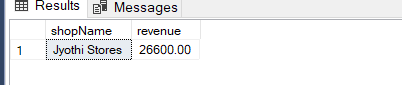 Results Messages
shopName revenue
1 Jyothi Stores 26600.00